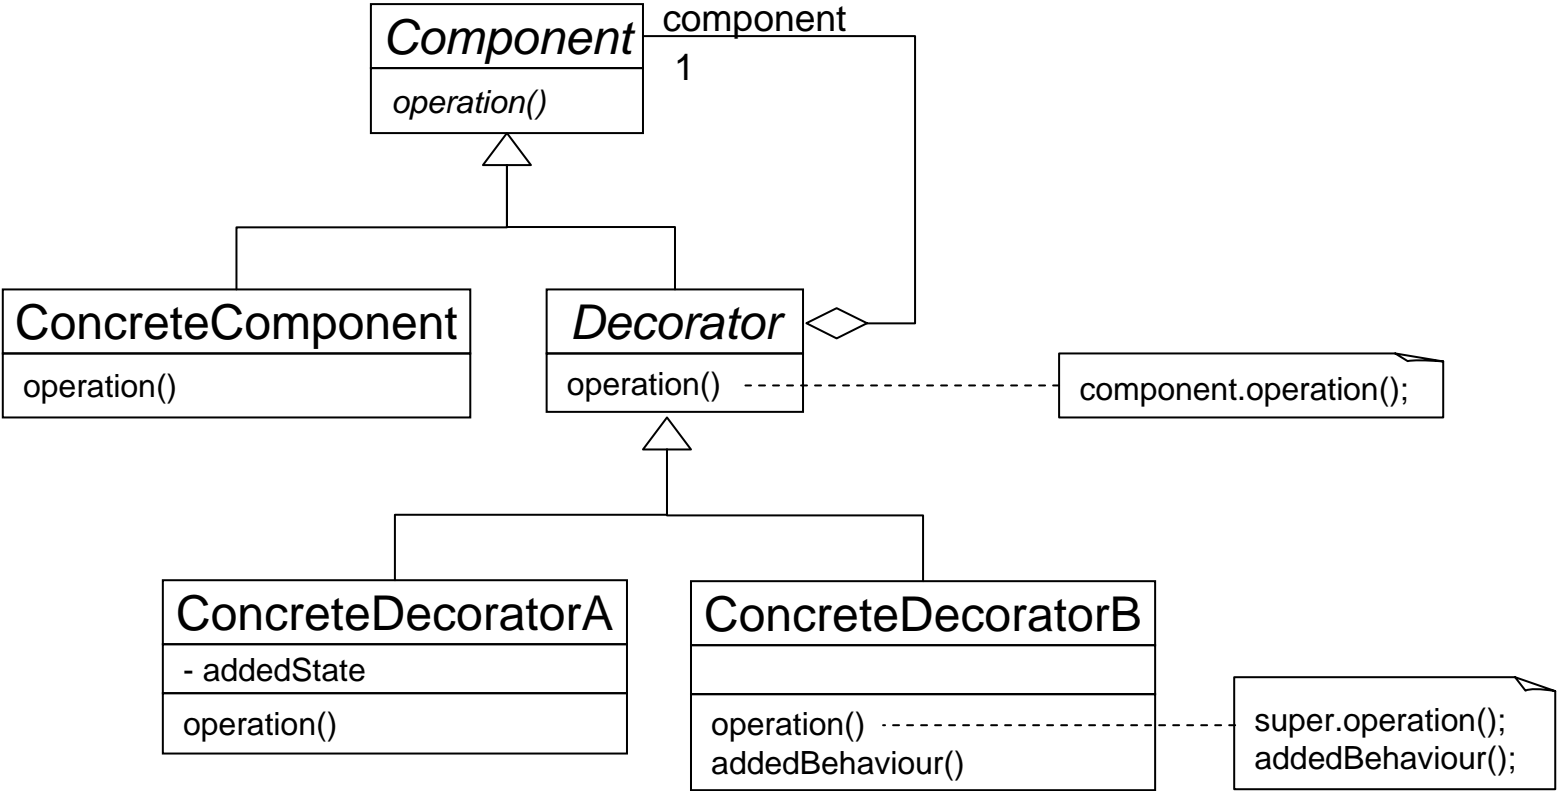 Component
component
1
operation()
ConcreteComponent
operation()
Decorator
operation()
component.operation();
ConcreteDecoratorA
- addedState
operation()
ConcreteDecoratorB
operation()
addedBehaviour()
super.operation();
addedBehaviour();